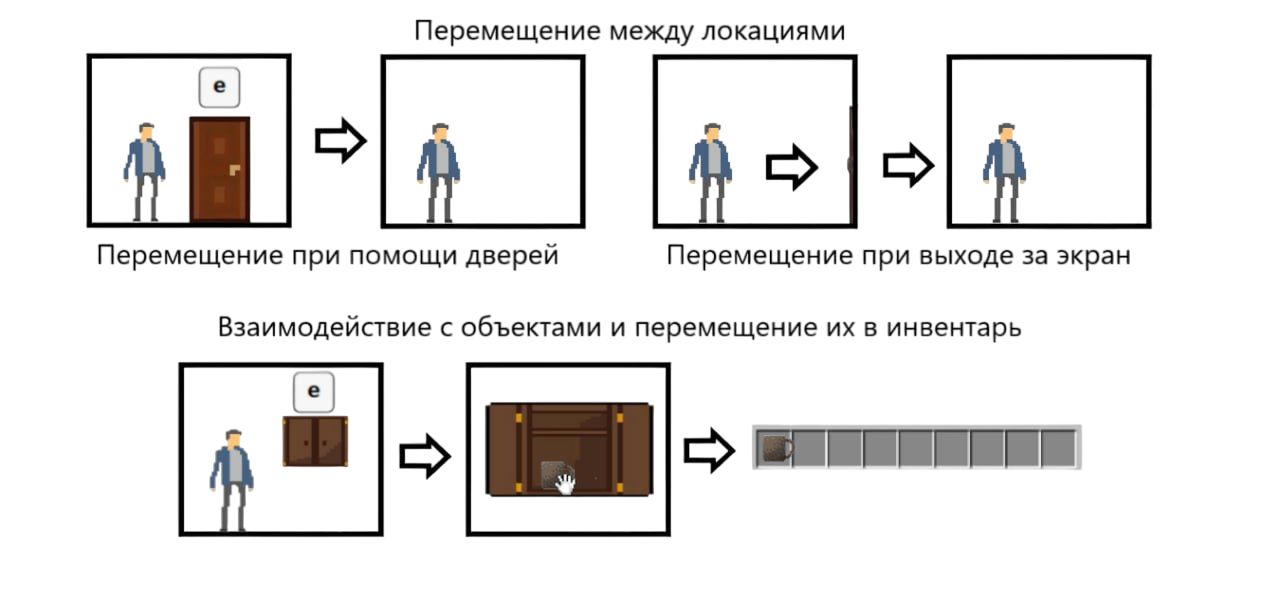 Перемещение между локациями
e
Перемещение при помощи дверей
Перемещение при выходе за экран
Взаимодействие с объектами и перемещение их в инвентарь
e